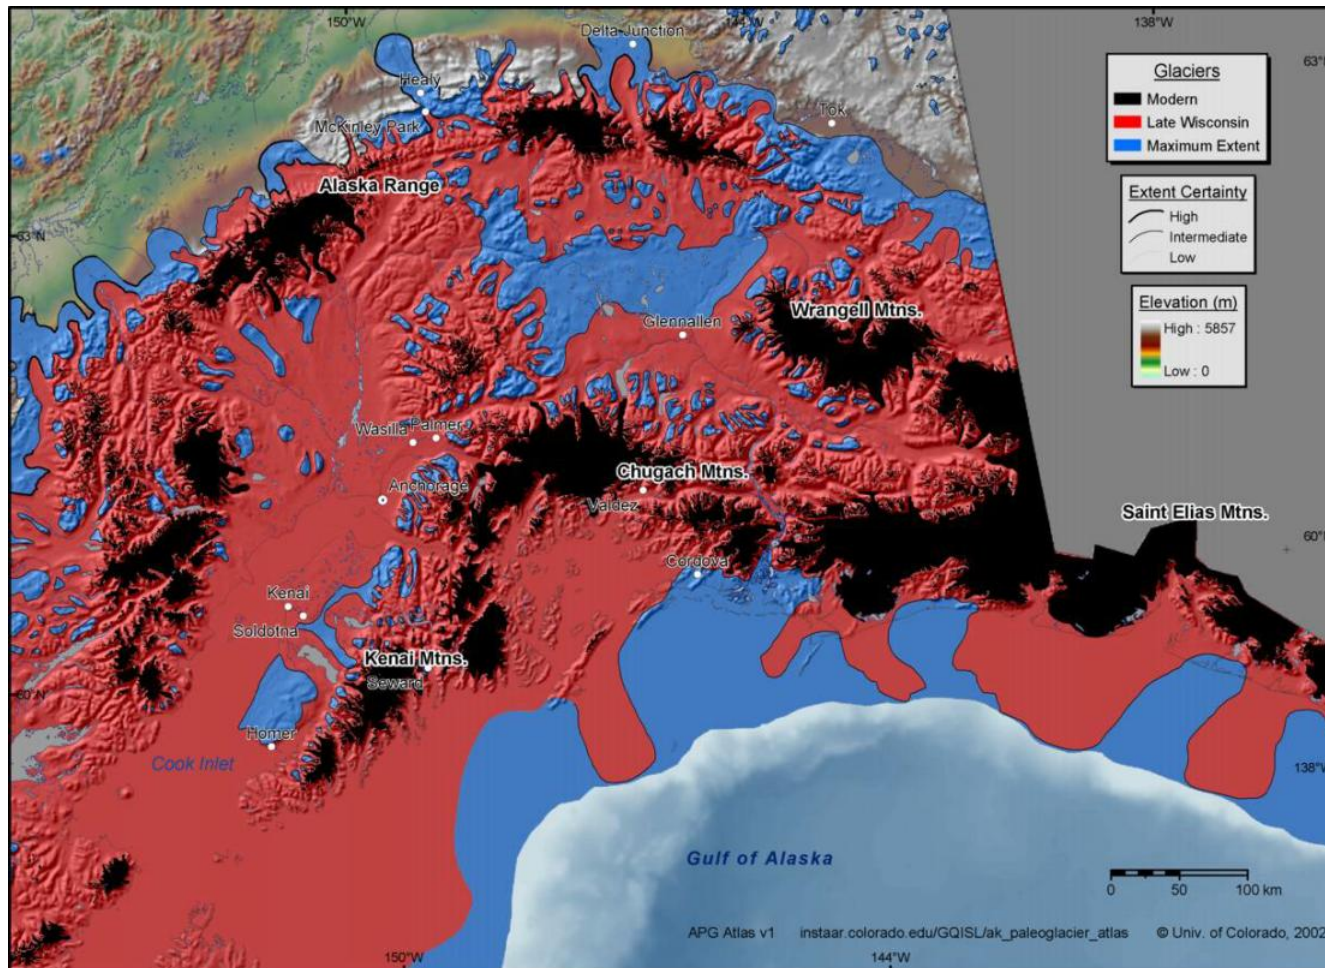 150°W
144°W
138°W
Delta Junction
63°N
Glaciers
Modern
Late Wisconsin
Maximum Extent
Healy
McKinley Park
Tok
Alaska Range
Extent Certainty
High
Intermediate
Low
63°N
Elevation (m)
High : 5857
Low : 0
Wrangell Mtns.
Glennallen
Wasilla
Palmer
Chugach Mtns.
Anchorage
Valdez
Saint Elias Mtns.
60°N
Cordova
Kenai
Soldotna
Kenai Mtns.
Seward
60°N
Homer
Cook Inlet
138°W
Gulf of Alaska
0 50 100 km
APG Atlas v1 instaar.colorado.edu/GQISL/ak_paleoglacier_atlas © Univ. of Colorado, 2002
150°W
144°W